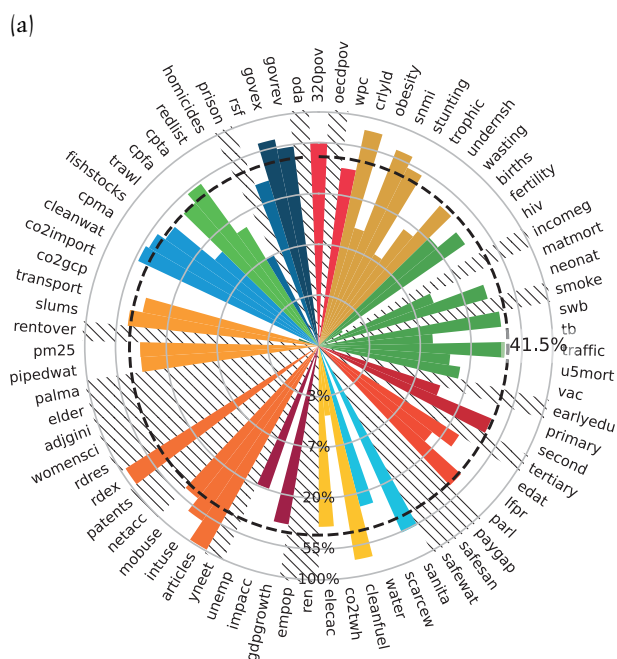 (a)
320pov
oecdpov
wpc
crlyld
obesity
snmi
stunting
trophic
undernsh
wasting
births
fertility
hiv
incomeg
matmort
neonat
smoke
swb
tb
traffic
u5mort
vac
earlyedu
primary
second
tertiary
edat
lfpr
parl
paygap
safesan
safewat
sanita
scarcew
water
cleanfuel
co2twh
elecac
ren
empop
gdpgrowth
impacc
unemp
yneet
articles
intuse
mobuse
netacc
patents
rdex
rdres
womensci
adjgini
elder
palma
pipedwat
pm25
rentover
slums
transport
co2gcp
co2import
cleanwat
cpma
fishstocks
trawl
cpfa
cpta
redlist
homicides
prison
rsf
govex
govrev
oda
41.5%
3%
7%
20%
55%
100%